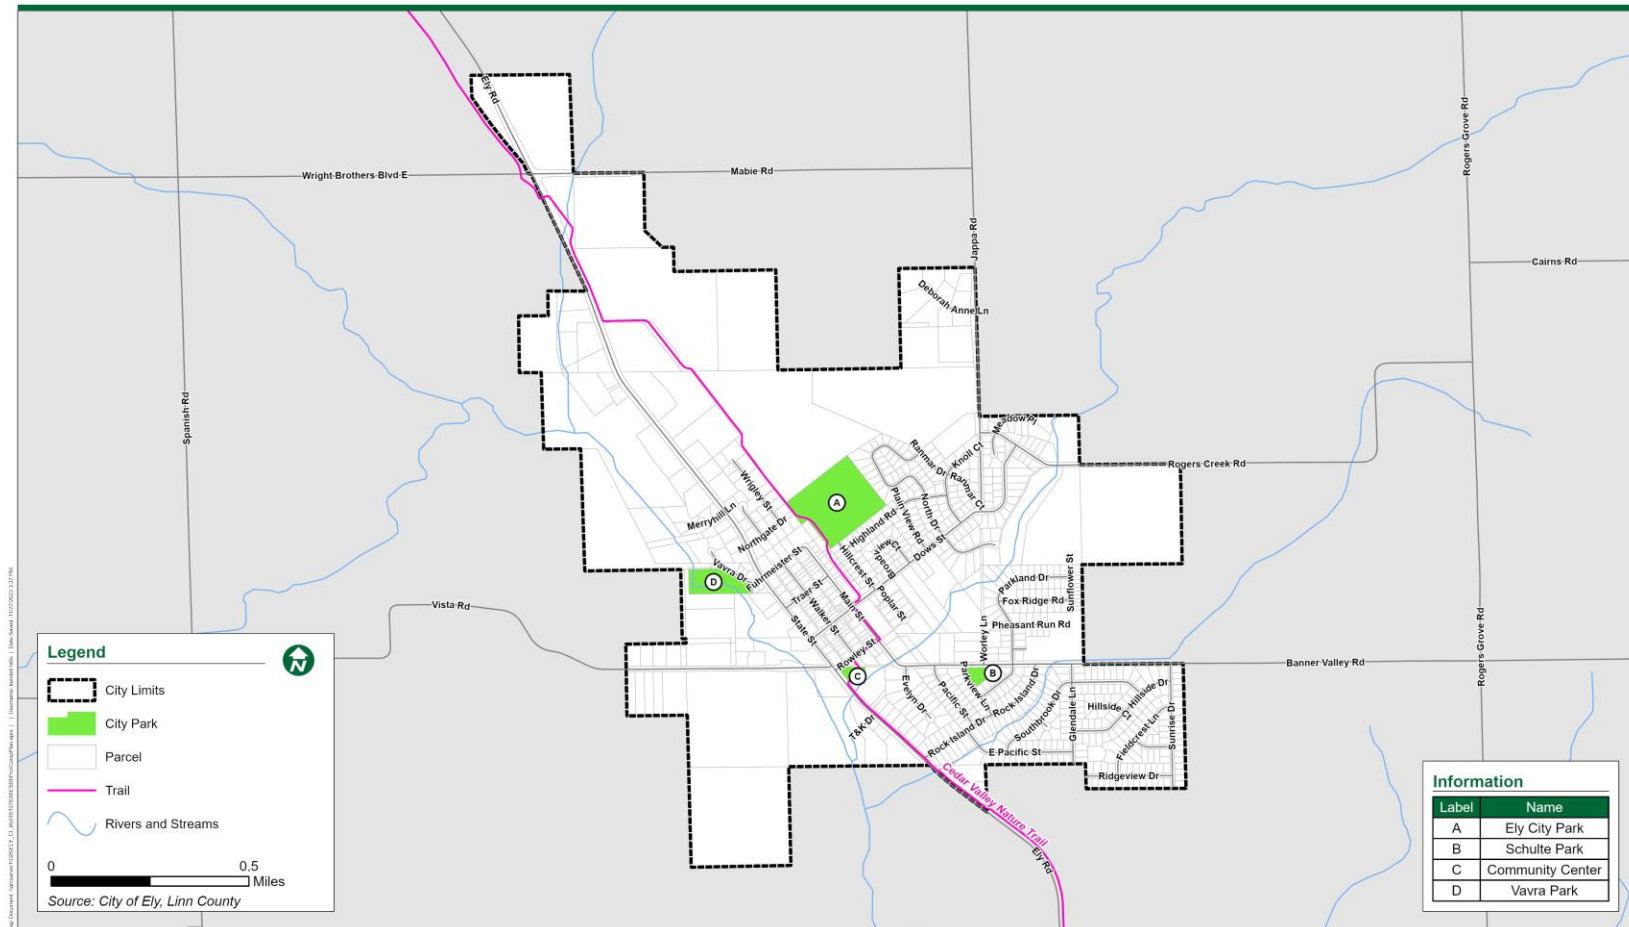 Ely Rd
Wright Brothers Blvd E
Mabie Rd
Rogers Grove Rd
Jappa Rd
Cairns Rd
Deborah Anne Ln
Spanish Rd
Meadow Pl
Knoll Ct
Ranmar Dr
Ranmar Ct
Rogers Creek Rd
Wrigley St
A
Plain View Rd
North Dr
Merryhill Ln
Northgate Dr
Highland Rd
Dows St
Hillcrest St
Broadview Ct
Fuhrmeister St
Vavra Dr
D
Traer St
Main St
Poplar St
Walker St
State St
Parkland Dr
Sunflower St
Fox Ridge Rd
Pheasant Run Rd
Worley Ln
Vista Rd
Rowley St
Banner Valley Rd
Rogers Grove Rd
C
B
Evelyn Dr
Pacific St
Parkview Ln
Rock Island Dr
Rock Island Dr
Southbrook Dr
Glendale Ln
Hillside Dr
Hillside Ct
Fieldcrest Ln
Sunrise Dr
T&K Dr
E Pacific St
Ridgeview Dr
Cedar Valley Nature Trail
Ely Rd
Legend
N
City Limits
City Park
Parcel
Trail
Rivers and Streams
0 0.5
Miles
Source: City of Ely, Linn County
Information
Label Name
A Ely City Park
B Schulte Park
C Community Center
D Vavra Park